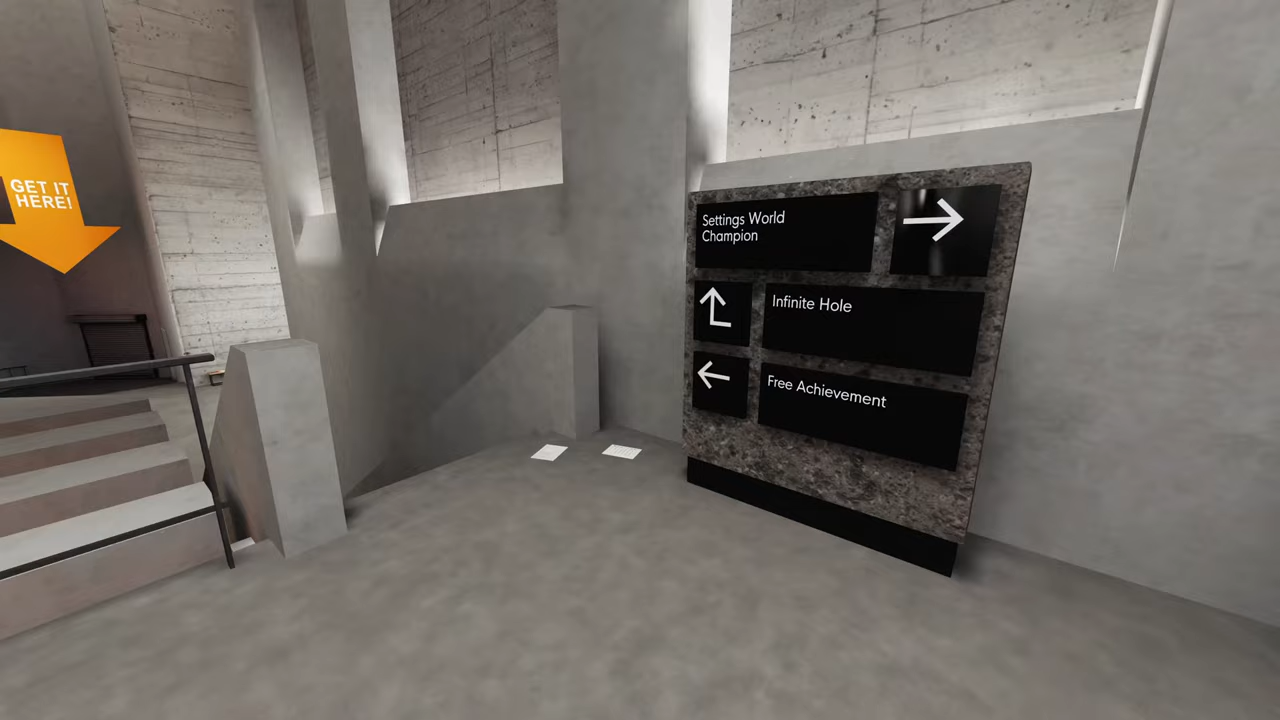 GET IT
HERE!
Settings World
Champion
Infinite Hole
Free Achievement